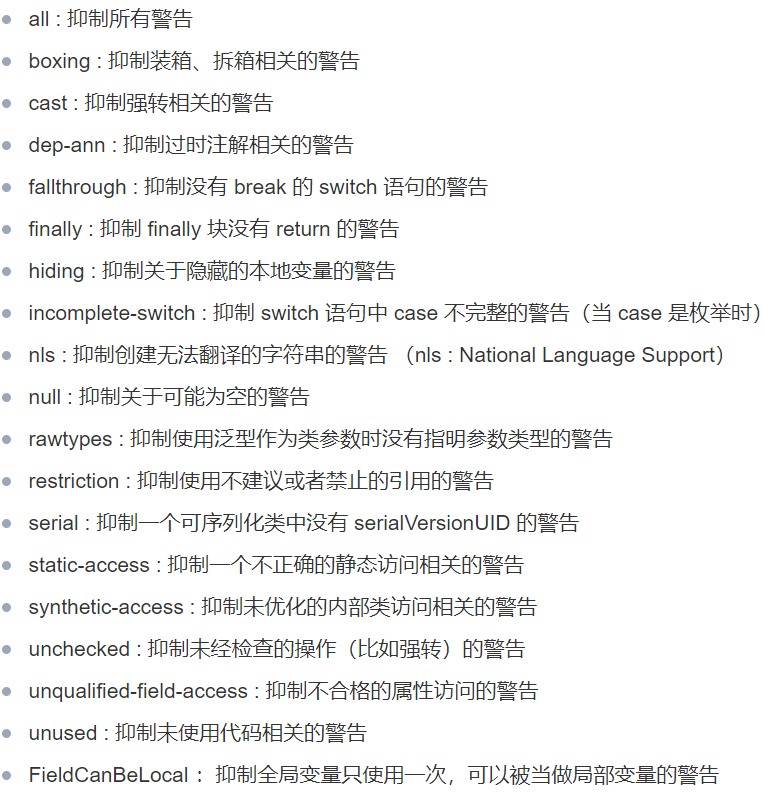 all : 抑制所有警告
boxing : 抑制装箱、拆箱相关的警告
cast : 抑制强转相关的警告
dep-ann : 抑制过时注解相关的警告
fallthrough : 抑制没有 break 的 switch 语句的警告
finally : 抑制 finally 块没有 return 的警告
hiding : 抑制关于隐藏的本地变量的警告
incomplete-switch : 抑制 switch 语句中 case 不完整的警告（当 case 是枚举时）
nls : 抑制创建无法翻译的字符串的警告 （nls : National Language Support）
null : 抑制关于可能为空的警告
rawtypes : 抑制使用泛型作为类参数时没有指明参数类型的警告
restriction : 抑制使用不建议或者禁止的引用的警告
serial : 抑制一个可序列化类中没有 serialVersionUID 的警告
static-access : 抑制一个不正确的静态访问相关的警告
synthetic-access : 抑制未优化的内部类访问相关的警告
unchecked : 抑制未经检查的操作（比如强转）的警告
unqualified-field-access : 抑制不合格的属性访问的警告
unused : 抑制未使用代码相关的警告
FieldCanBeLocal ： 抑制全局变量只使用一次，可以被当做局部变量的警告